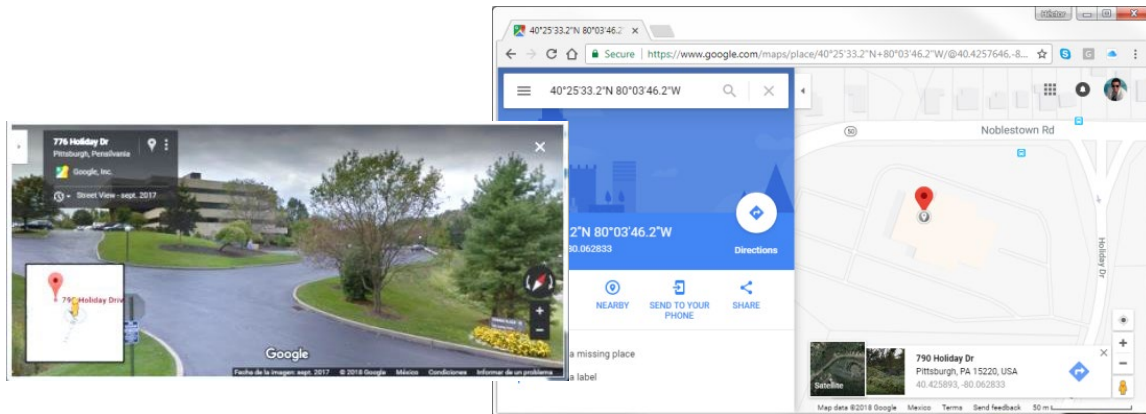 776 Holiday Dr
Pittsburgh, Pensilvania
Google, Inc.
Street View - sept. 2017
790 Holiday Driv
Google
Fecha de la imagen: sept. 2017 © 2018 Google México Condiciones Informar de un problema
40°25'33.2"N 80°03'46.2"
Secure https://www.google.com/maps/place/40°25'33.2"N+80°03'46.2"W/@40.4257646,-8...
40°25'33.2"N 80°03'46.2"W
2"N 80°03'46.2"W
80.062833
Directions
NEARBY
SEND TO YOUR
PHONE
SHARE
a missing place
a label
50
Noblestown Rd
Holiday Dr
Satellite
790 Holiday Dr
Pittsburgh, PA 15220, USA
40.425893, -80.062833
Map data ©2018 Google Mexico Terms Send feedback 50 m